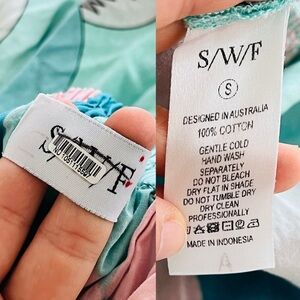 S/W/F
S/W/F
S
DESIGNED IN AUSTRALIA
100% COTTON
GENTLE COLD
HAND WASH
SEPARATELY
DO NOT BLEACH
DRY FLAT IN SHADE
DO NOT TUMBLE DRY
DRY CLEAN
PROFESSIONALLY
MADE IN INDONESIA